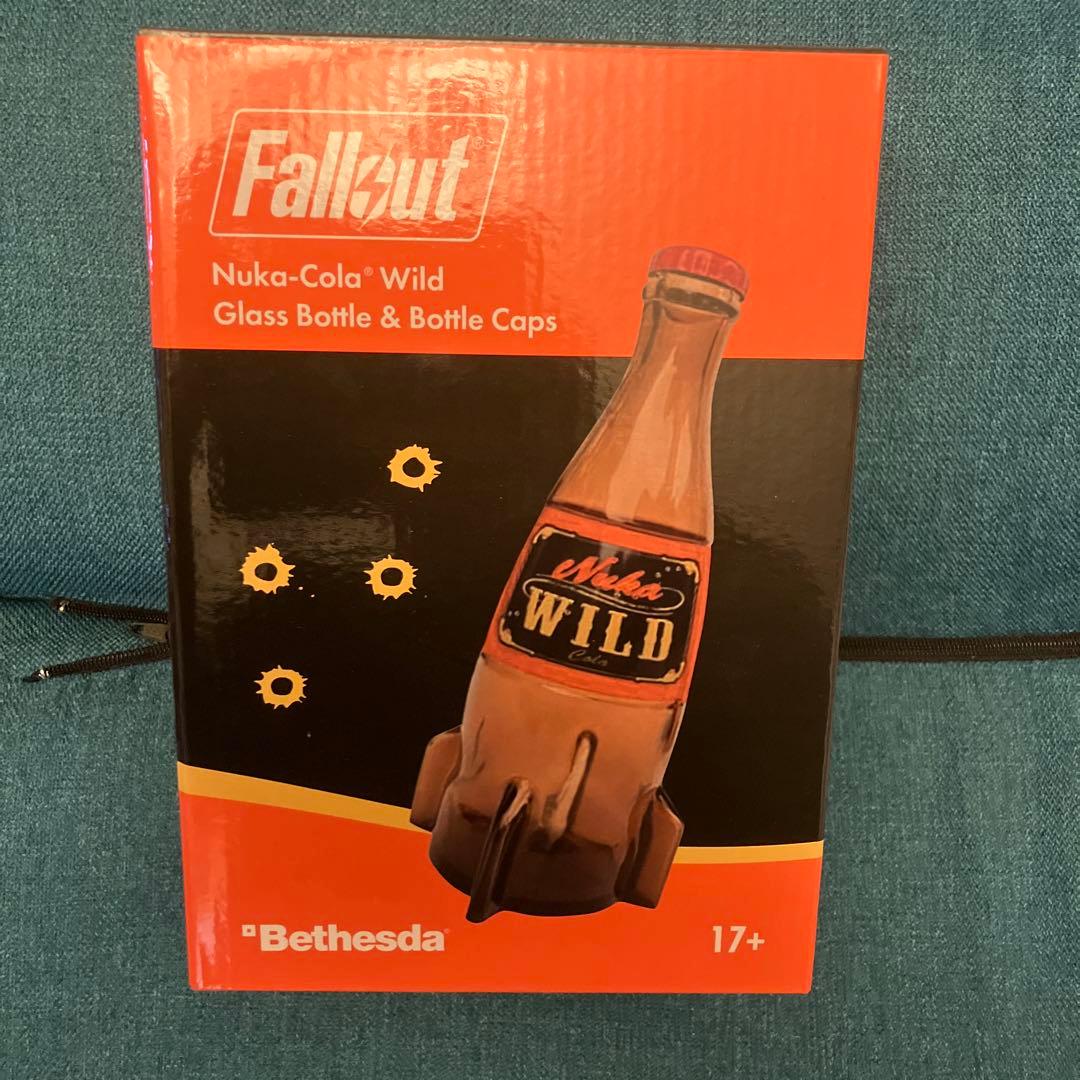 Fallout®
Nuka-Cola® Wild
Glass Bottle & Bottle Caps
Nuka
WILD
Cola
Bethesda®
17+